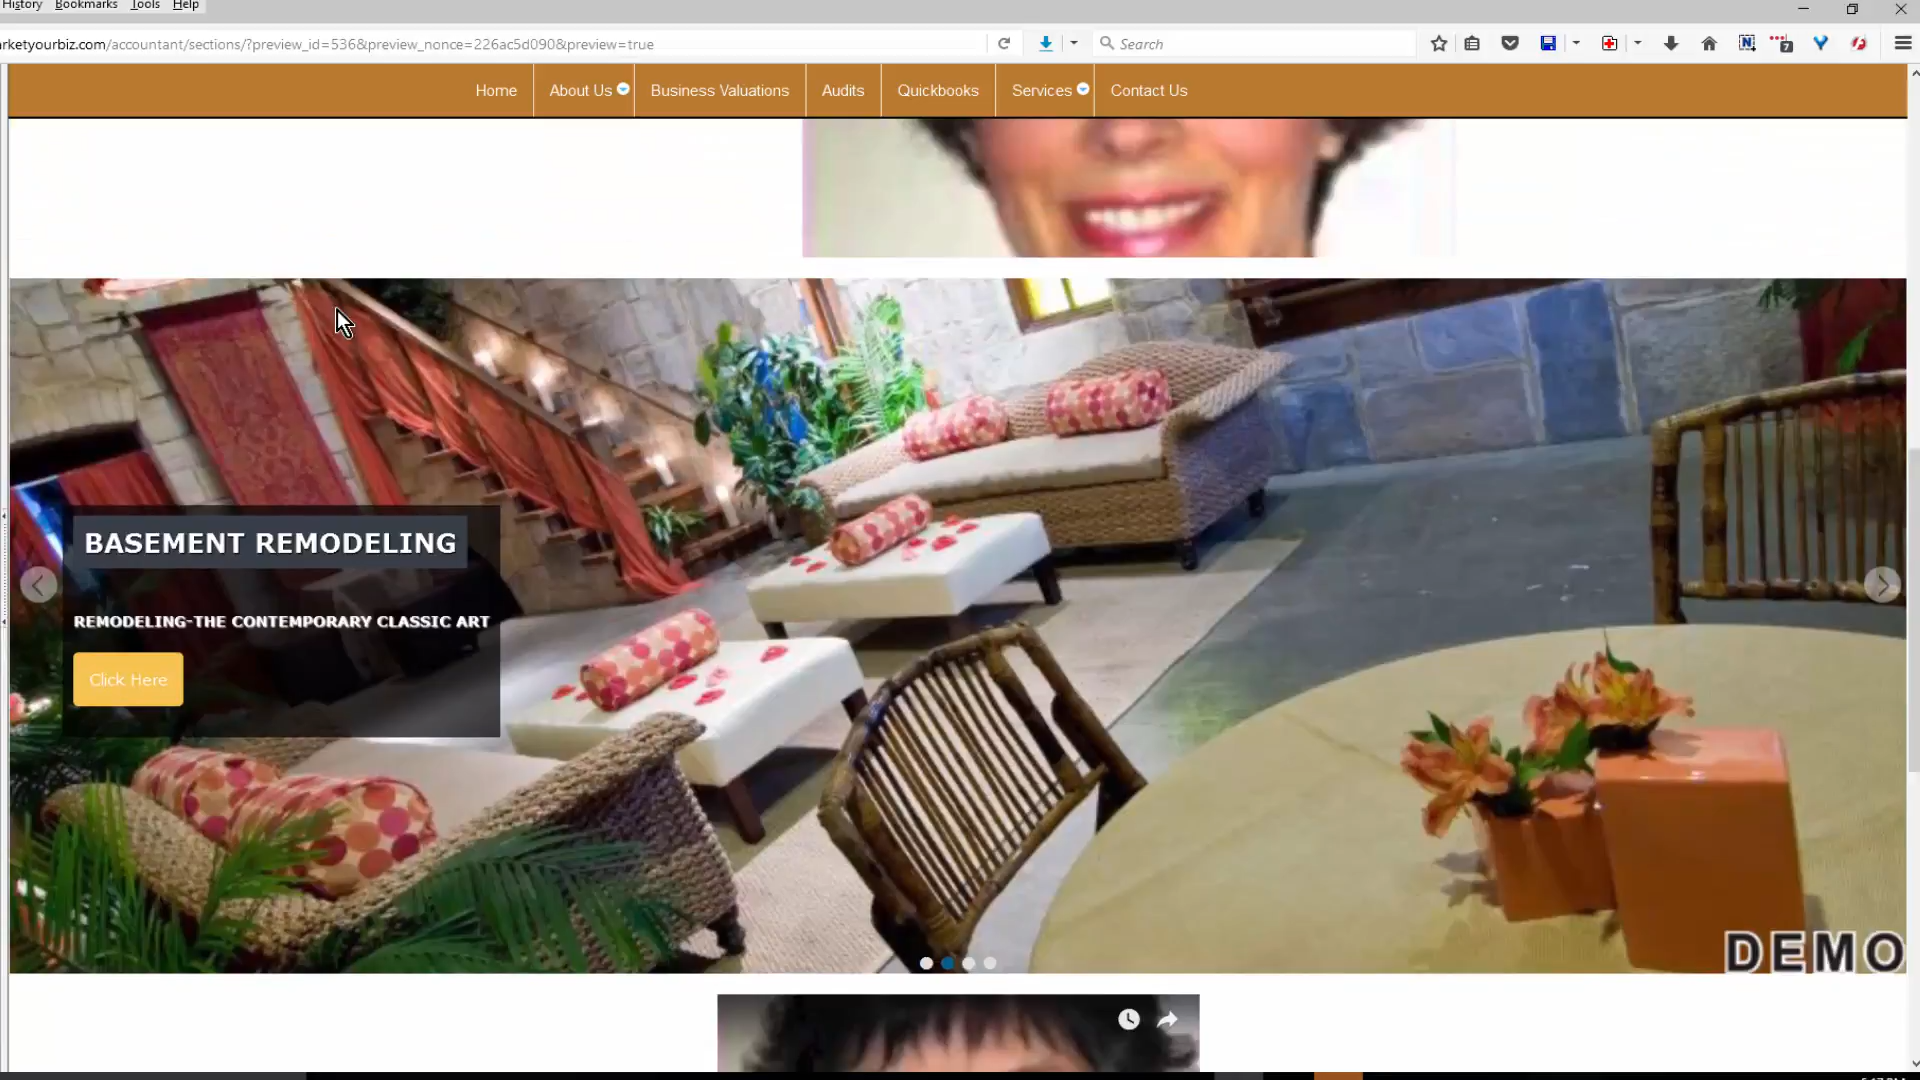 History Bookmarks Tools Help
rketyourbiz.com/accountant/sections/?preview_id=536&preview_nonce=226ac5d090&preview=true
Search
7
Home About Us Business Valuations Audits Quickbooks Services Contact Us
BASEMENT REMODELING
REMODELING-THE CONTEMPORARY CLASSIC ART
Click Here
DEMO